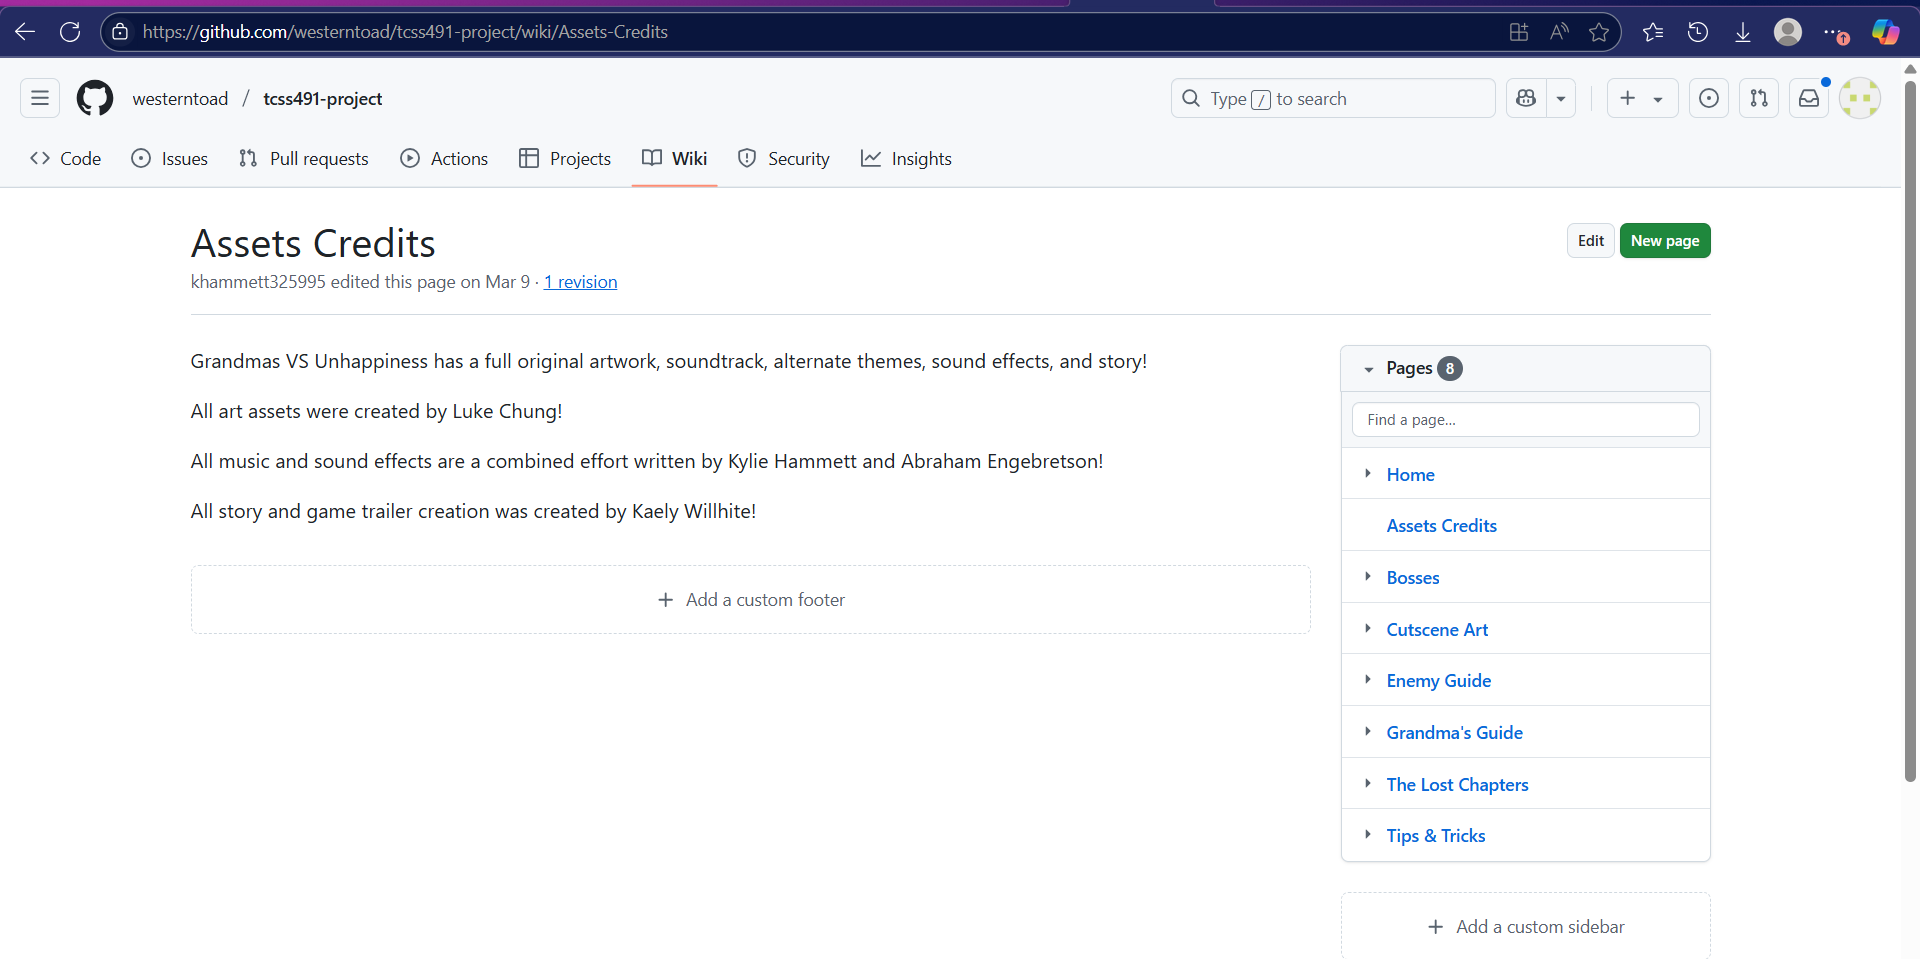 https://github.com/westerntoad/tcss491-project/wiki/Assets-Credits
westerntoad / tcss491-project
Type / to search
Code Issues Pull requests Actions Projects Wiki Security Insights
Assets Credits
Edit New page
khammett325995 edited this page on Mar 9 · 1 revision
Grandmas VS Unhappiness has a full original artwork, soundtrack, alternate themes, sound effects, and story!
All art assets were created by Luke Chung!
All music and sound effects are a combined effort written by Kylie Hammett and Abraham Engebretson!
All story and game trailer creation was created by Kaely Willhite!
+ Add a custom footer
Pages 8
Find a page...
Home
Assets Credits
Bosses
Cutscene Art
Enemy Guide
Grandma's Guide
The Lost Chapters
Tips & Tricks
+ Add a custom sidebar